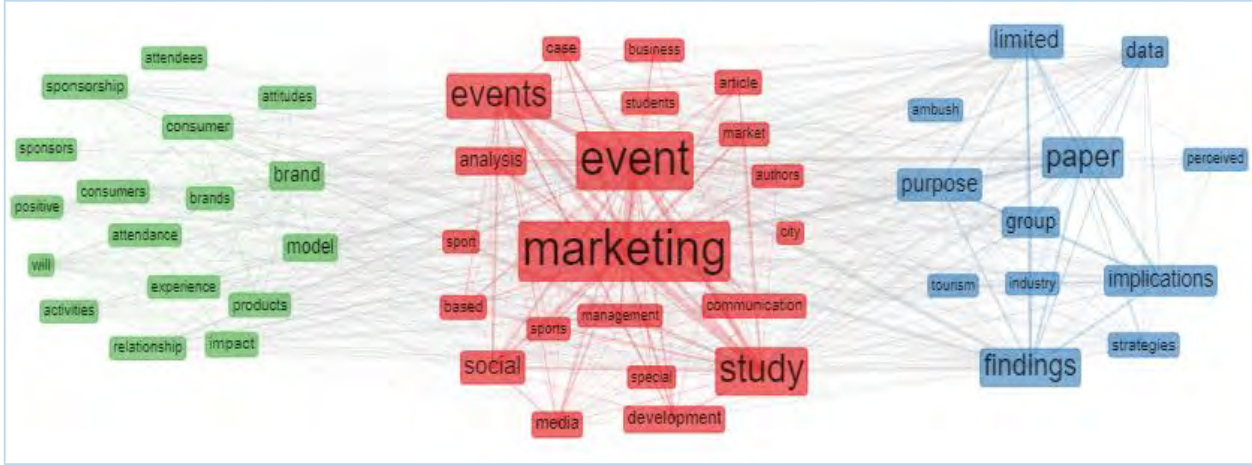 attendees
sponsorship
attitudes
consumer
sponsors
brand
consumers
brands
positive
attendance
model
will
experience
activities
products
relationship
impact
case
business
events
article
students
market
event
analysis
authors
sport
marketing
city
based
management
communication
sports
social
special
study
media
development
limited
data
ambush
paper
perceived
purpose
group
tourism
industry
implications
findings
strategies